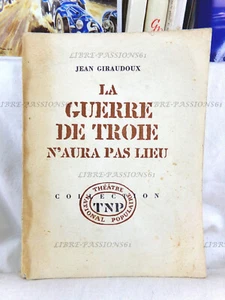 LIBRE-PASSIONS61
JEAN GIRAUDOUX
LIBRE-PASSIONS61
LIBRE-PASSIONS61
LA
GUERRE
DE TROIE
N'AURA PAS LIEU
THÉÂTRE
NATIONAL POPULAIRE
TNP
COLLECTION
LIBRE-PASSIONS61
LIBRE-PASSIONS61